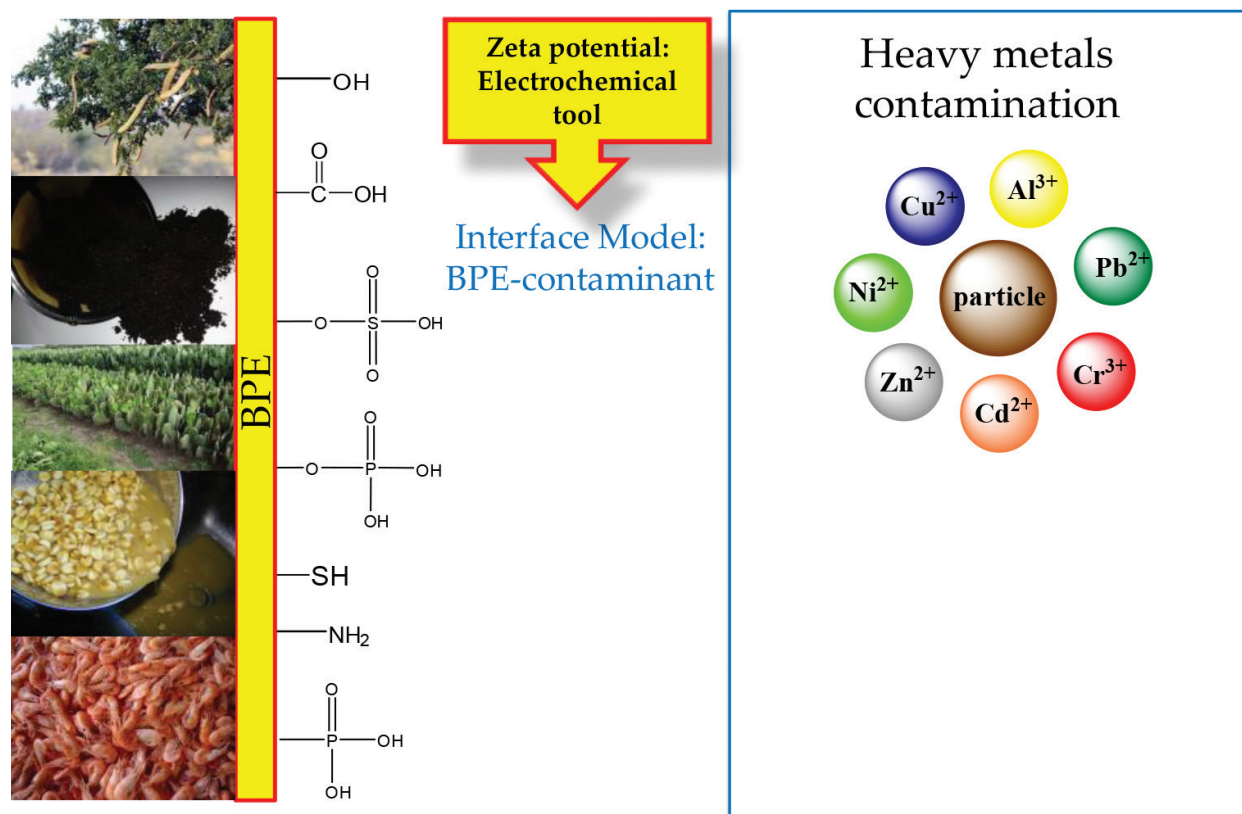 BPE
OH
O
C
OH
O
O
S
OH
O
O
O
P
OH
OH
SH
NH₂
O
P
OH
OH
Zeta potential:
Electrochemical
tool
Interface Model:
BPE-contaminant
Heavy metals
contamination
Cu²⁺
Al³⁺
Ni²⁺
particle
Pb²⁺
Zn²⁺
Cd²⁺
Cr³⁺